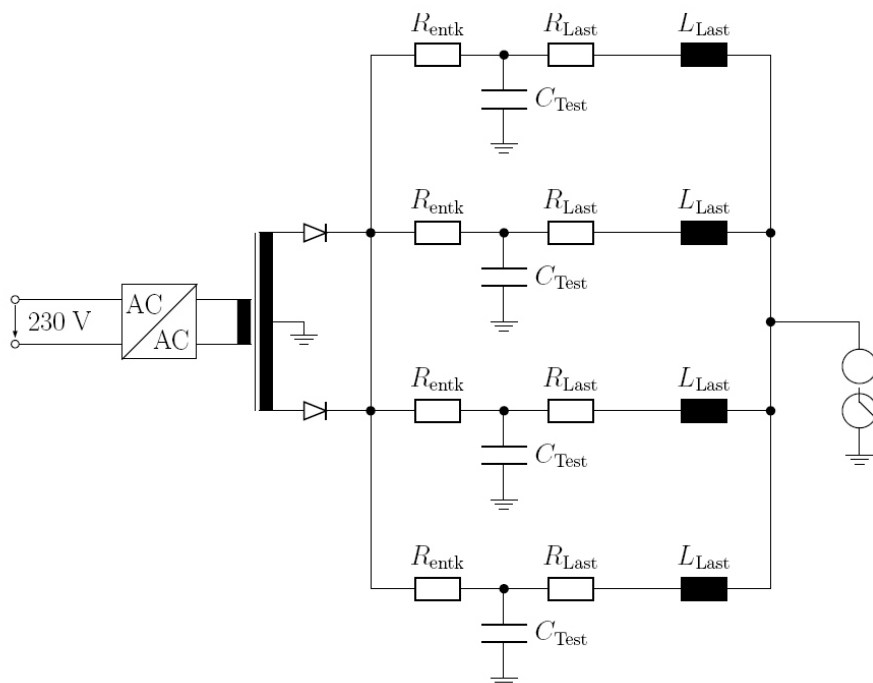 R_entk R_Last L_Last
C_Test
R_entk R_Last L_Last
C_Test
AC
230 V
AC
R_entk R_Last L_Last
C_Test
R_entk R_Last L_Last
C_Test